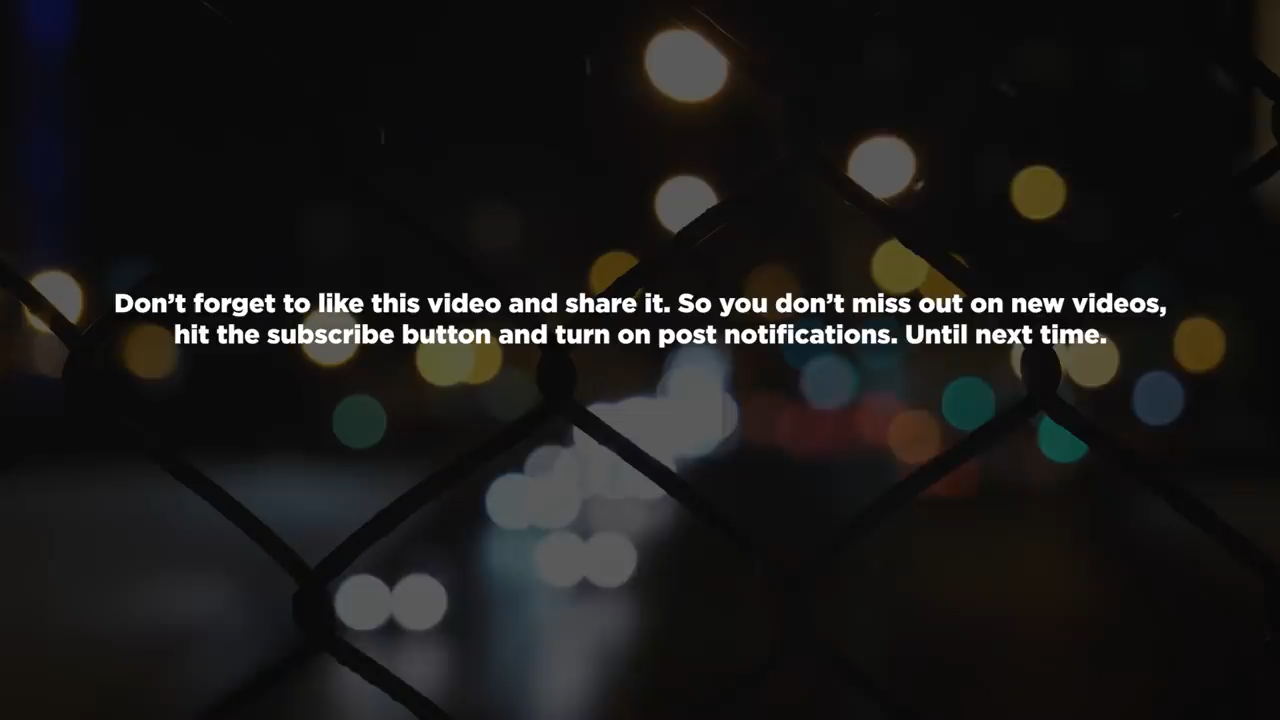 Don’t forget to like this video and share it. So you don’t miss out on new videos,
hit the subscribe button and turn on post notifications. Until next time.